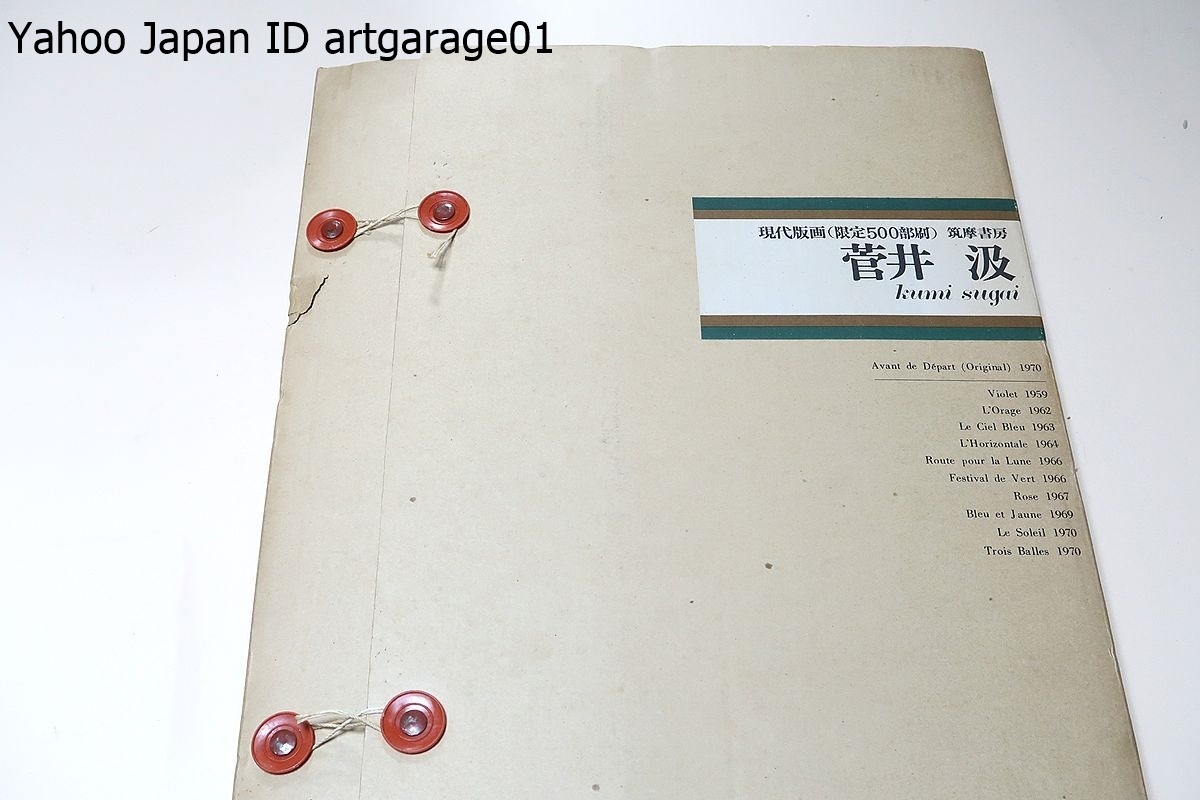 Yahoo Japan ID artgarage01
現代版画(限定500部刷) 筑摩書房
菅井 汲
kumi sugai
Avant de Départ (Original) 1970
Violet 1959
L'Orage 1962
Le Ciel Bleu 1963
L'Horizontale 1964
Route pour la Lune 1966
Festival de Vert 1966
Rose 1967
Bleu et Jaune 1969
Le Soleil 1970
Trois Balles 1970